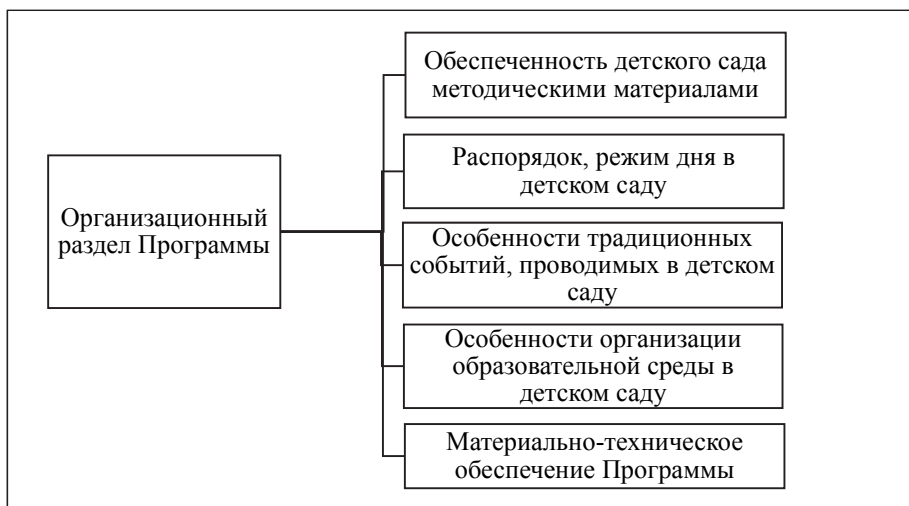 Обеспеченность детского сада
методическими материалами
Распорядок, режим дня в
детском саду
Организационный
раздел Программы
Особенности традиционных
событий, проводимых в детском
саду
Особенности организации
образовательной среды в
детском саду
Материально-техническое
обеспечение Программы